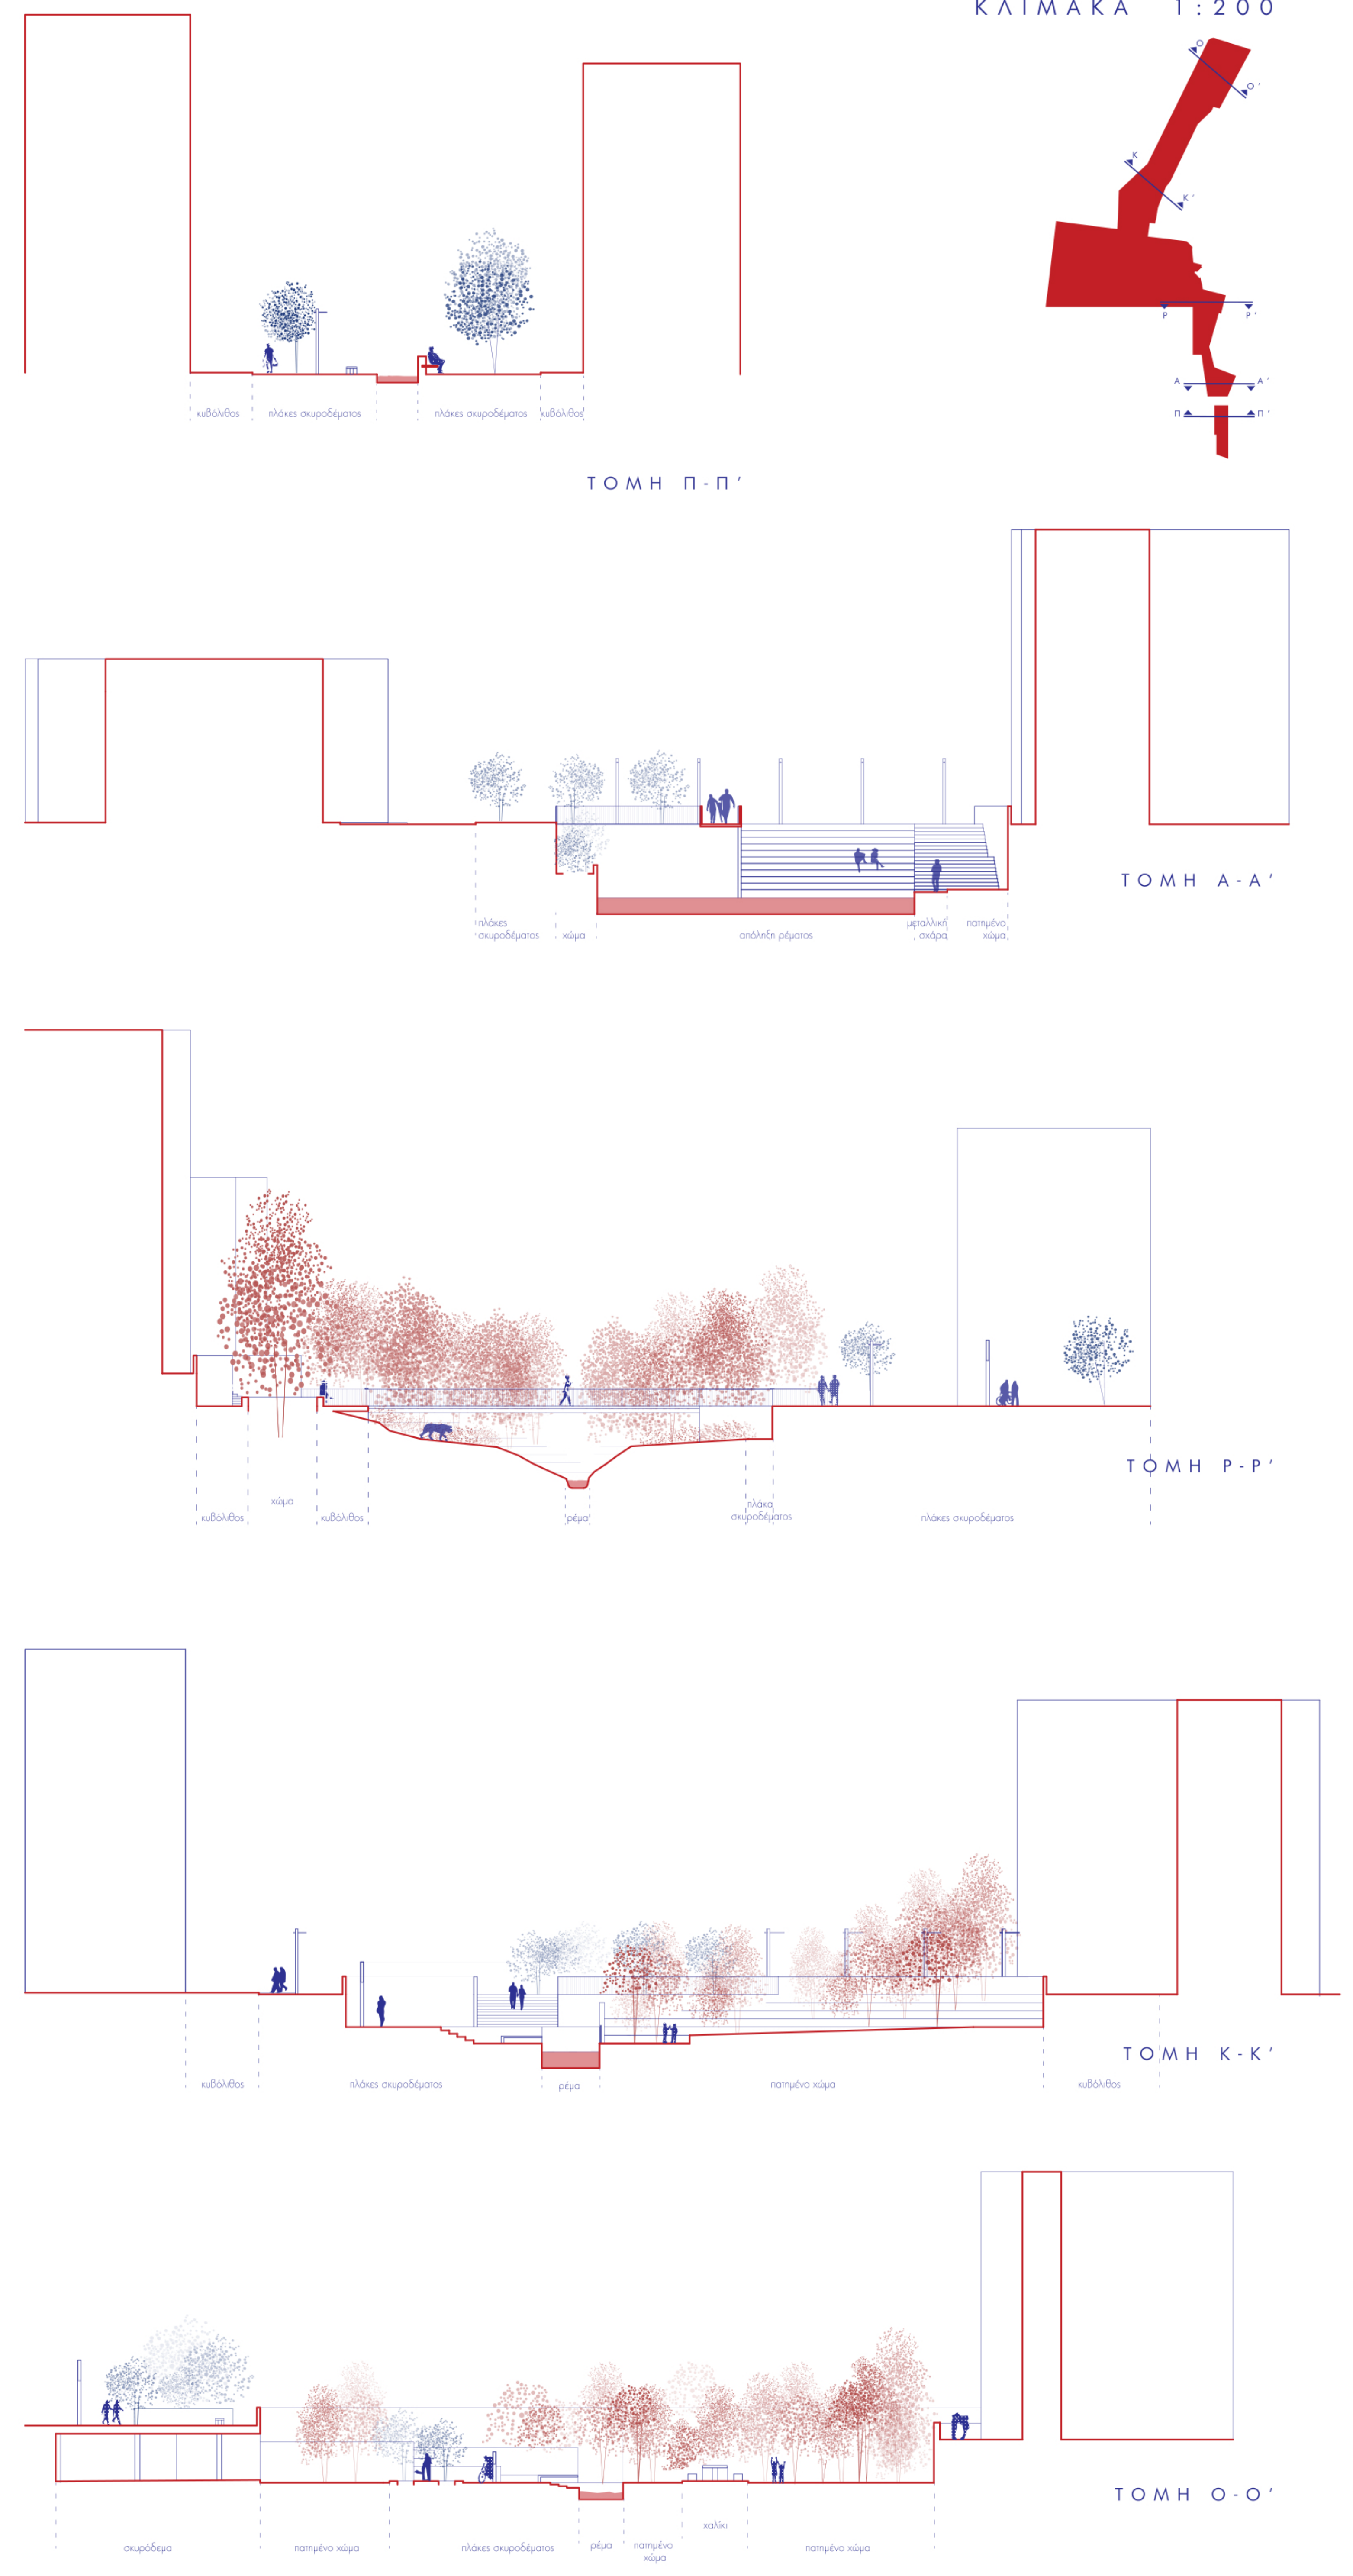 ΚΛΙΜΑΚΑ 1:200
Ο
Ο'
Κ
Κ'
Ρ
Ρ'
Α
Α'
Π
Π'
κυβόλιθος
πλάκες σκυροδέματος
πλάκες σκυροδέματος
κυβόλιθος
ΤΟΜΗ Π-Π'
ΤΟΜΗ Α-Α'
πλάκες
σκυροδέματος
χώμα
απόληξη ρέματος
μεταλλική
σκάρα
πατημένο
χώμα
ΤΟΜΗ Ρ-Ρ'
κυβόλιθος
χώμα
κυβόλιθος
ρέμα
πλάκα
σκυροδέματος
πλάκες σκυροδέματος
ΤΟΜΗ Κ-Κ'
κυβόλιθος
πλάκες σκυροδέματος
ρέμα
πατημένο χώμα
κυβόλιθος
ΤΟΜΗ Ο-Ο'
σκυρόδεμα
πατημένο χώμα
πλάκες σκυροδέματος
ρέμα
πατημένο
χώμα
χαλίκι
πατημένο χώμα